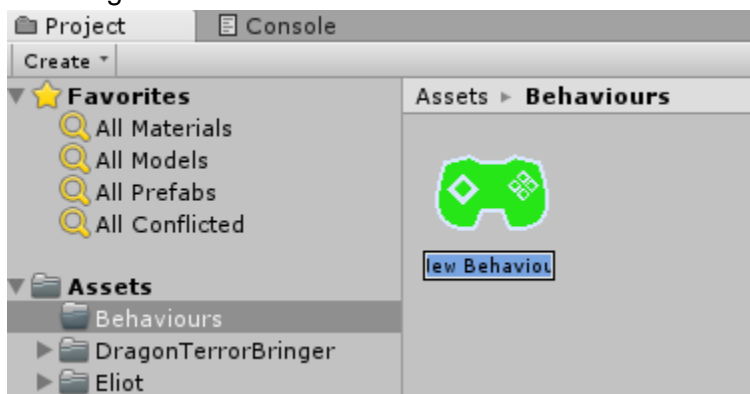 Project
Console
Create
Favorites
All Materials
All Models
All Prefabs
All Conflicted
Assets
Behaviours
DragonTerrorBringer
Eliot
Assets ▸ Behaviours
lew Behaviou